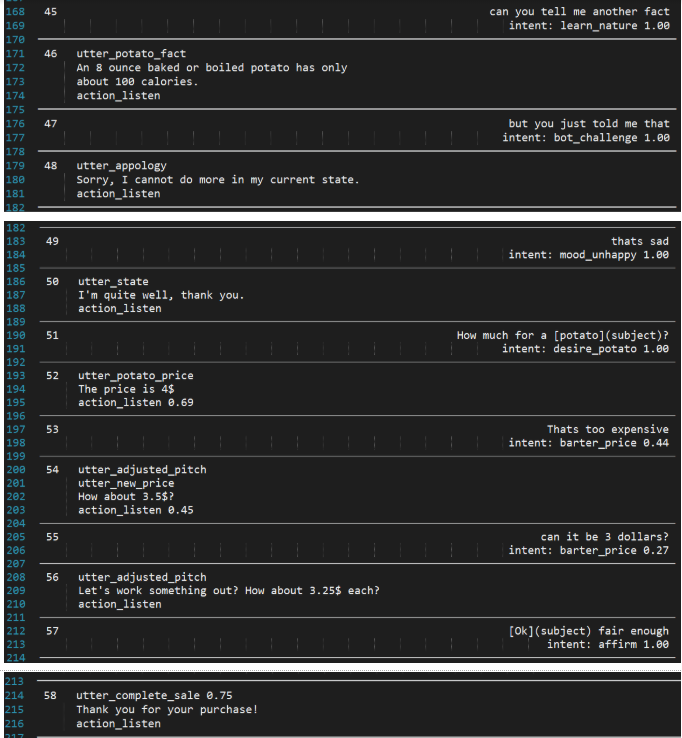 167
168 45 can you tell me another fact
169 intent: learn_nature 1.00
170
171 46 utter_potato_fact
172 An 8 ounce baked or boiled potato has only
173 about 100 calories.
174 action_listen
175
176 47 but you just told me that
177 intent: bot_challenge 1.00
178
179 48 utter_appology
180 Sorry, I cannot do more in my current state.
181 action_listen
182
182
183 49 thats sad
184 intent: mood_unhappy 1.00
185
186 50 utter_state
187 I'm quite well, thank you.
188 action_listen
189
190 51 How much for a [potato](subject)?
191 intent: desire_potato 1.00
192
193 52 utter_potato_price
194 The price is 4$
195 action_listen 0.69
196
197 53 Thats too expensive
198 intent: barter_price 0.44
199
200 54 utter_adjusted_pitch
201 utter_new_price
202 How about 3.5$?
203 action_listen 0.45
204
205 55 can it be 3 dollars?
206 intent: barter_price 0.27
207
208 56 utter_adjusted_pitch
209 Let's work something out? How about 3.25$ each?
210 action_listen
211
212 57 [Ok](subject) fair enough
213 intent: affirm 1.00
214
213
214 58 utter_complete_sale 0.75
215 Thank you for your purchase!
216 action_listen
217